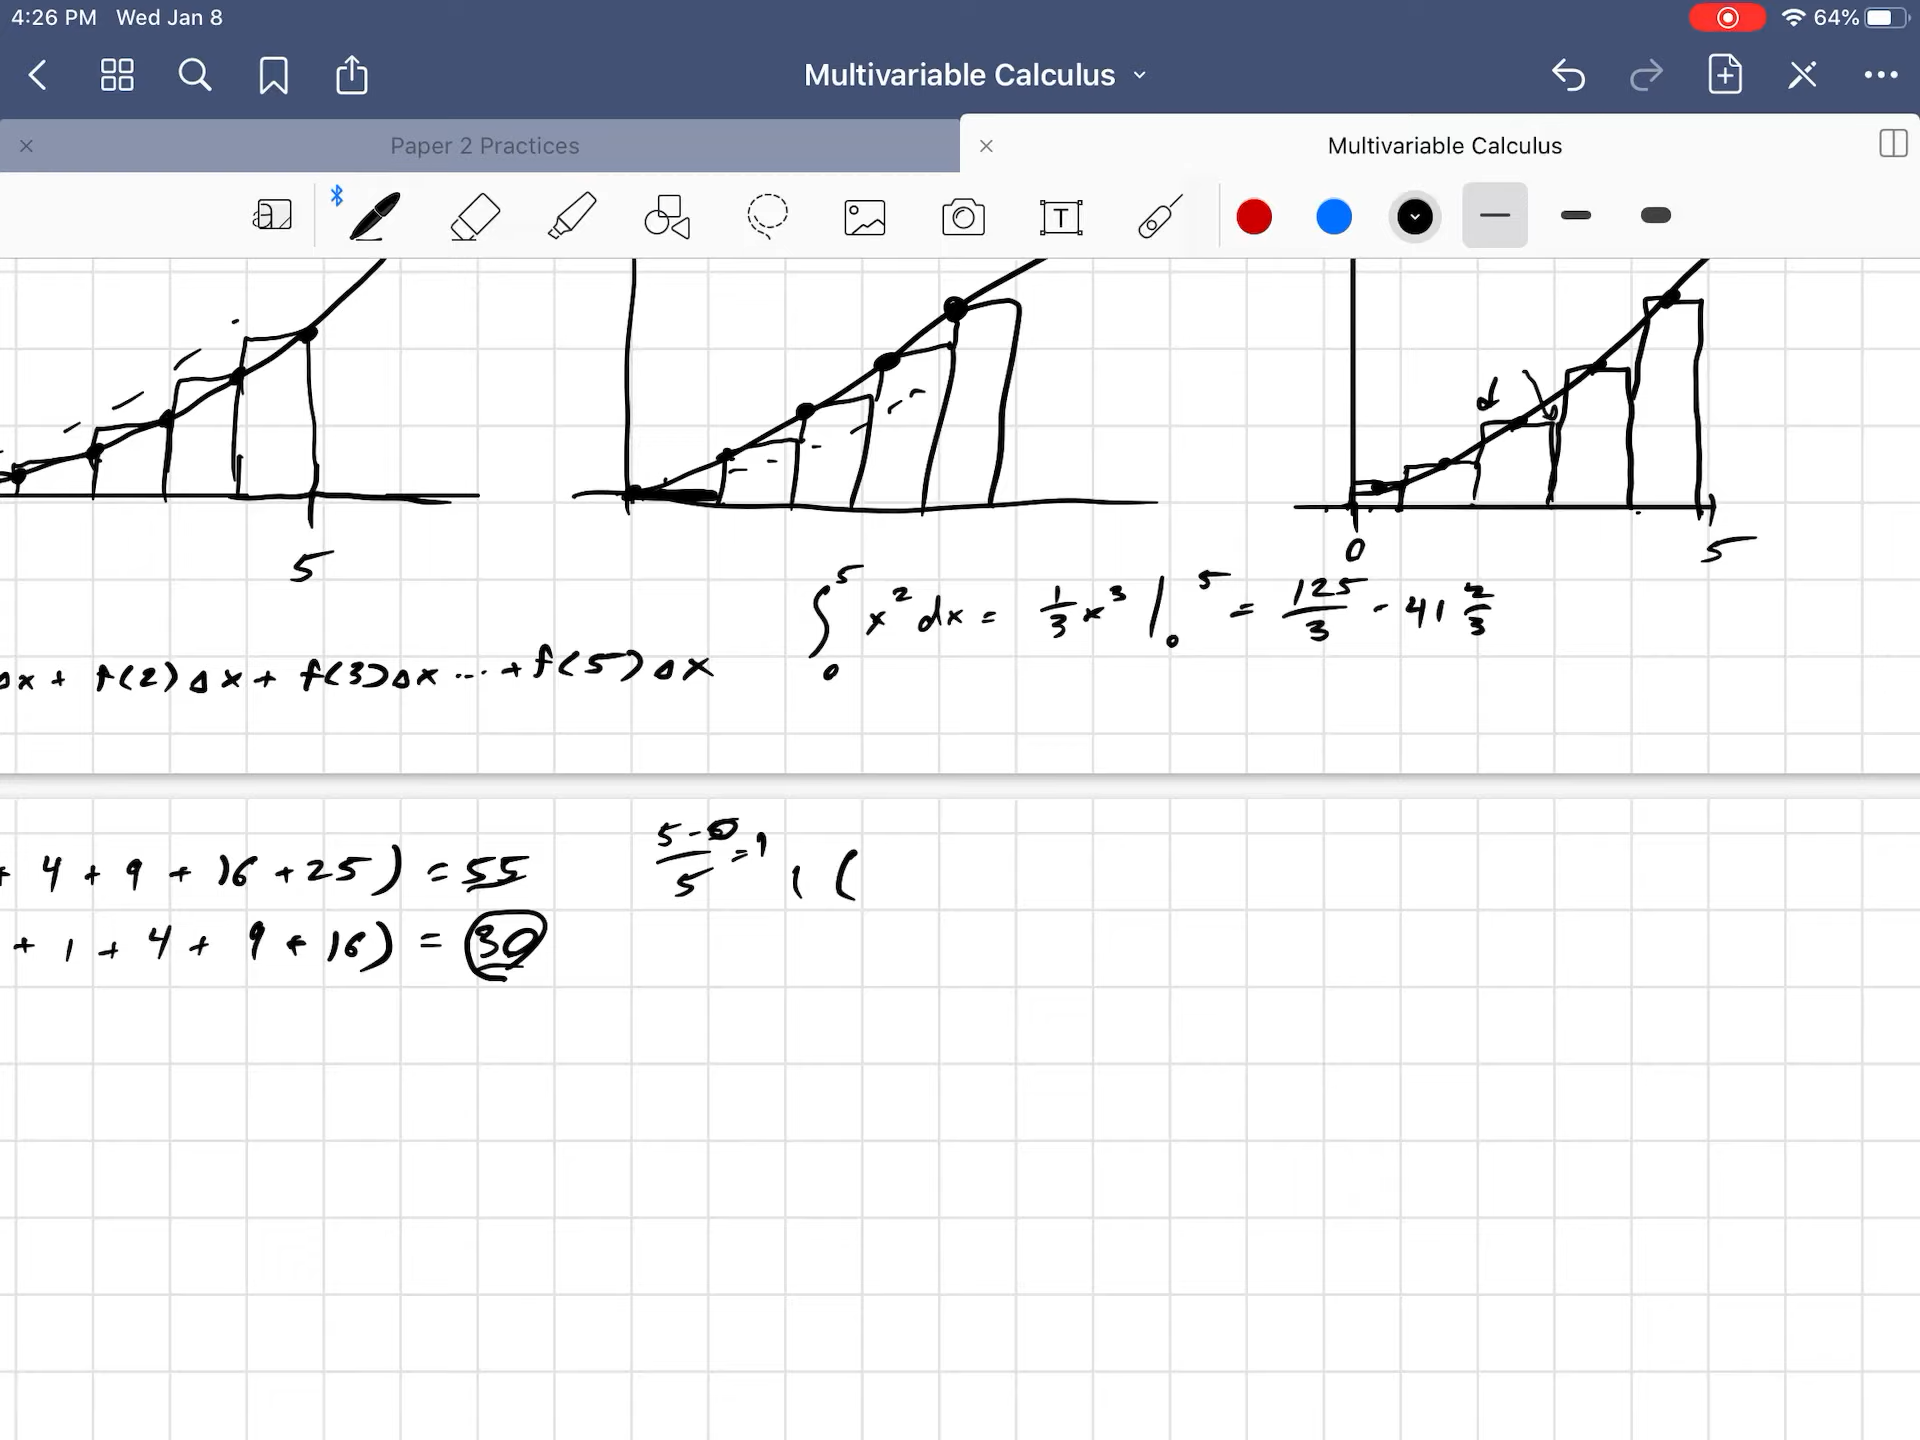 4:26 PM Wed Jan 8 64%
Multivariable Calculus
Paper 2 Practices Multivariable Calculus
T
5 0 5
∫₀⁵ x² dx = 1/3 x³ |₀⁵ = 125/3 - 41 2/3
Δx + f(2)Δx + f(3)Δx ... + f(5)Δx
+ 4 + 9 + 16 + 25) = 55 (5-0)/5 = 1 1 (
+ 1 + 4 + 9 + 16) = 30